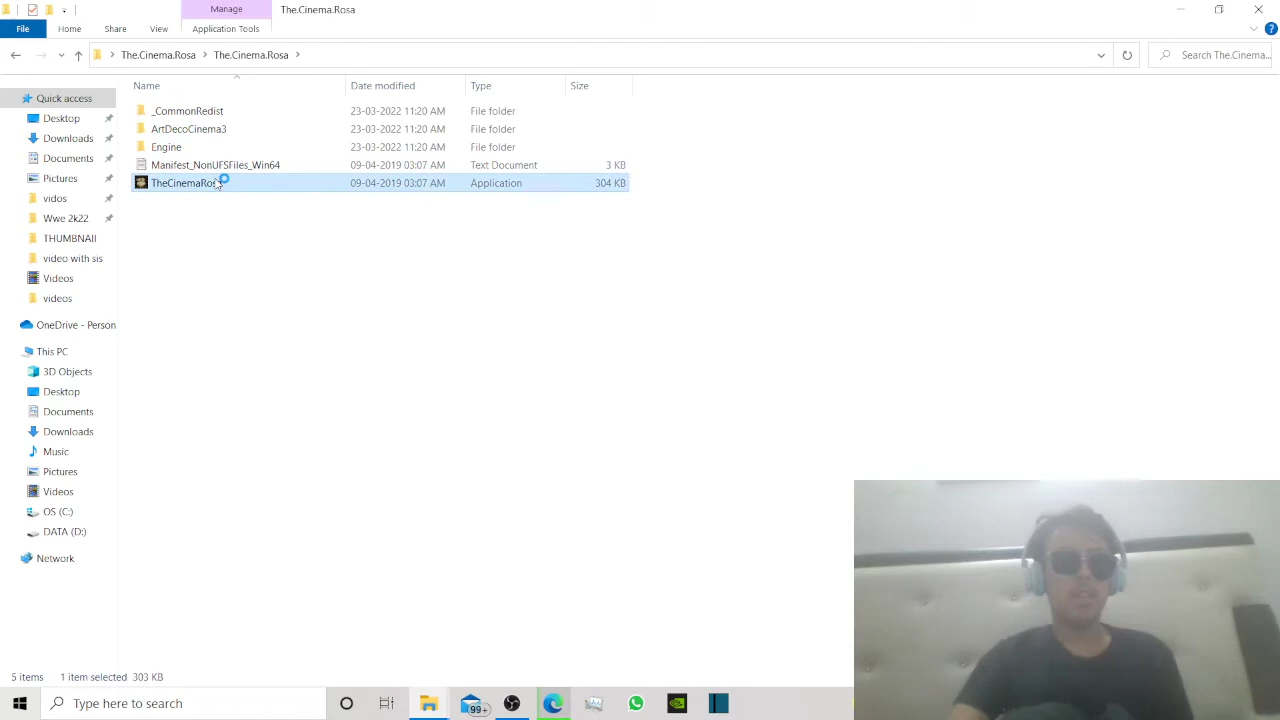 Manage
The.Cinema.Rosa
File
Home
Share
View
Application Tools
The.Cinema.Rosa
The.Cinema.Rosa
Search The.Cinema...
Name
Date modified
Type
Size
Quick access
Desktop
Downloads
Documents
Pictures
vidos
Wwe 2k22
THUMBNAIl
video with sis
Videos
videos
OneDrive - Person
This PC
3D Objects
Desktop
Documents
Downloads
Music
Pictures
Videos
OS (C:)
DATA (D:)
Network
_CommonRedist 23-03-2022 11:20 AM File folder
ArtDecoCinema3 23-03-2022 11:20 AM File folder
Engine 23-03-2022 11:20 AM File folder
Manifest_NonUFSFiles_Win64 09-04-2019 03:07 AM Text Document 3 KB
TheCinemaRosa 09-04-2019 03:07 AM Application 304 KB
5 items 1 item selected 303 KB
Type here to search
99+